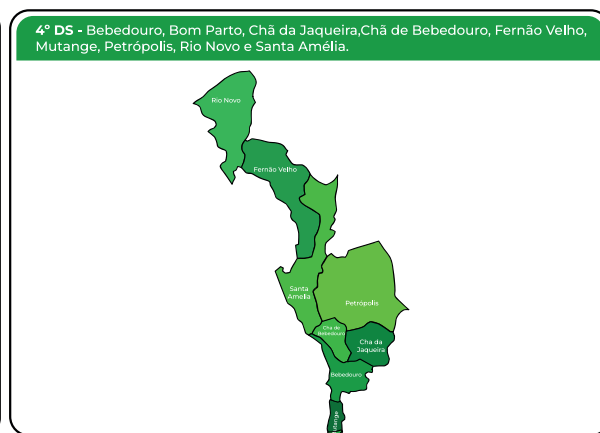 4º DS - Bebedouro, Bom Parto, Chã da Jaqueira,Chã de Bebedouro, Fernão Velho,
Mutange, Petrópolis, Rio Novo e Santa Amélia.
Rio Novo
Fernão Velho
Santa
Amelia
Petrópolis
Cha de
Bebedouro
Cha da
Jaqueira
Bebedouro